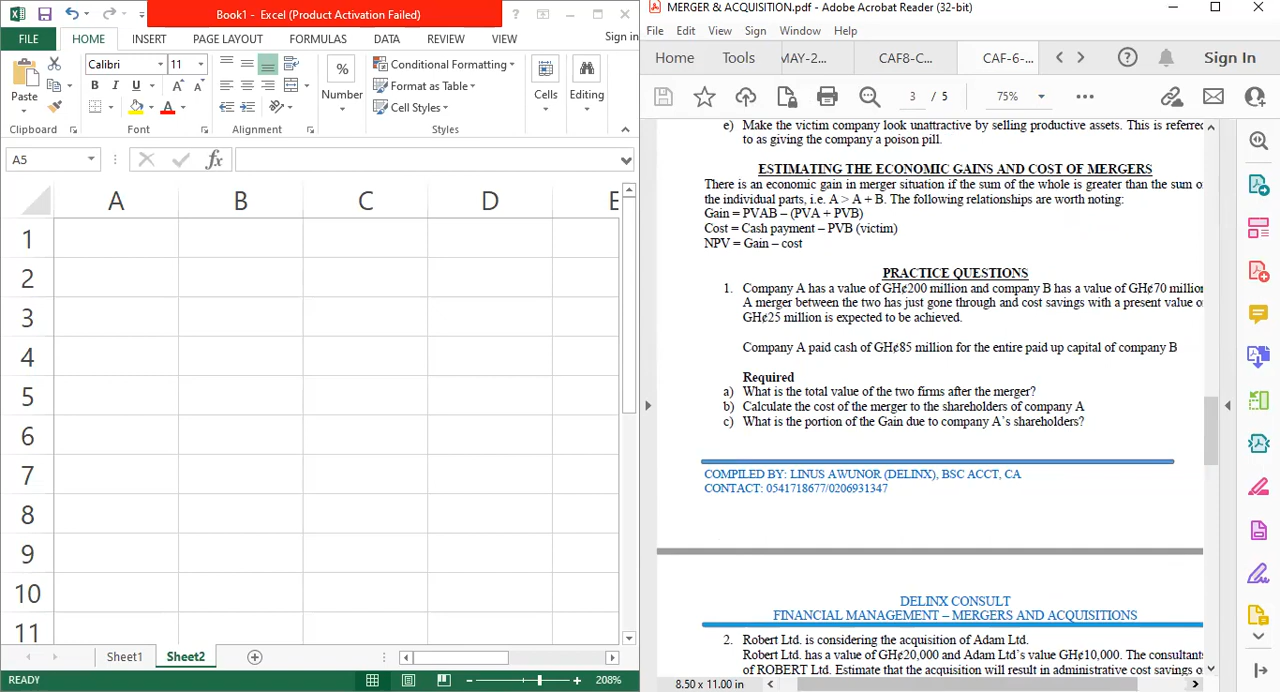 Book1 - Excel (Product Activation Failed)
FILE HOME INSERT PAGE LAYOUT FORMULAS DATA REVIEW VIEW Sign in
Paste
Calibri 11
B I U
A A
A
%
Number
Conditional Formatting
Format as Table
Cell Styles
Cells
Editing
Clipboard Font Alignment Styles
A5 fx
A B C D E
1
2
3
4
5
6
7
8
9
10
11
Sheet1 Sheet2
READY 208%
MERGER & ACQUISITION.pdf - Adobe Acrobat Reader (32-bit)
File Edit View Sign Window Help
Home Tools MAY-2... CAF8-C... CAF-6-... Sign In
3 / 5 75%
e) Make the victim company look unattractive by selling productive assets. This is referred
to as giving the company a poison pill.
ESTIMATING THE ECONOMIC GAINS AND COST OF MERGERS
There is an economic gain in merger situation if the sum of the whole is greater than the sum o
the individual parts, i.e. A > A + B. The following relationships are worth noting:
Gain = PVAB – (PVA + PVB)
Cost = Cash payment – PVB (victim)
NPV = Gain – cost
PRACTICE QUESTIONS
1. Company A has a value of GH¢200 million and company B has a value of GH¢70 million
A merger between the two has just gone through and cost savings with a present value o
GH¢25 million is expected to be achieved.
Company A paid cash of GH¢85 million for the entire paid up capital of company B
Required
a) What is the total value of the two firms after the merger?
b) Calculate the cost of the merger to the shareholders of company A
c) What is the portion of the Gain due to company A’s shareholders?
COMPILED BY: LINUS AWUNOR (DELINX), BSC ACCT, CA
CONTACT: 0541718677/0206931347
DELINX CONSULT
FINANCIAL MANAGEMENT – MERGERS AND ACQUISITIONS
2. Robert Ltd. is considering the acquisition of Adam Ltd.
Robert Ltd. has a value of GH¢20,000 and Adam Ltd’s value GH¢10,000. The consultants
of ROBERT Ltd. Estimate that the acquisition will result in administrative cost savings o
8.50 x 11.00 in